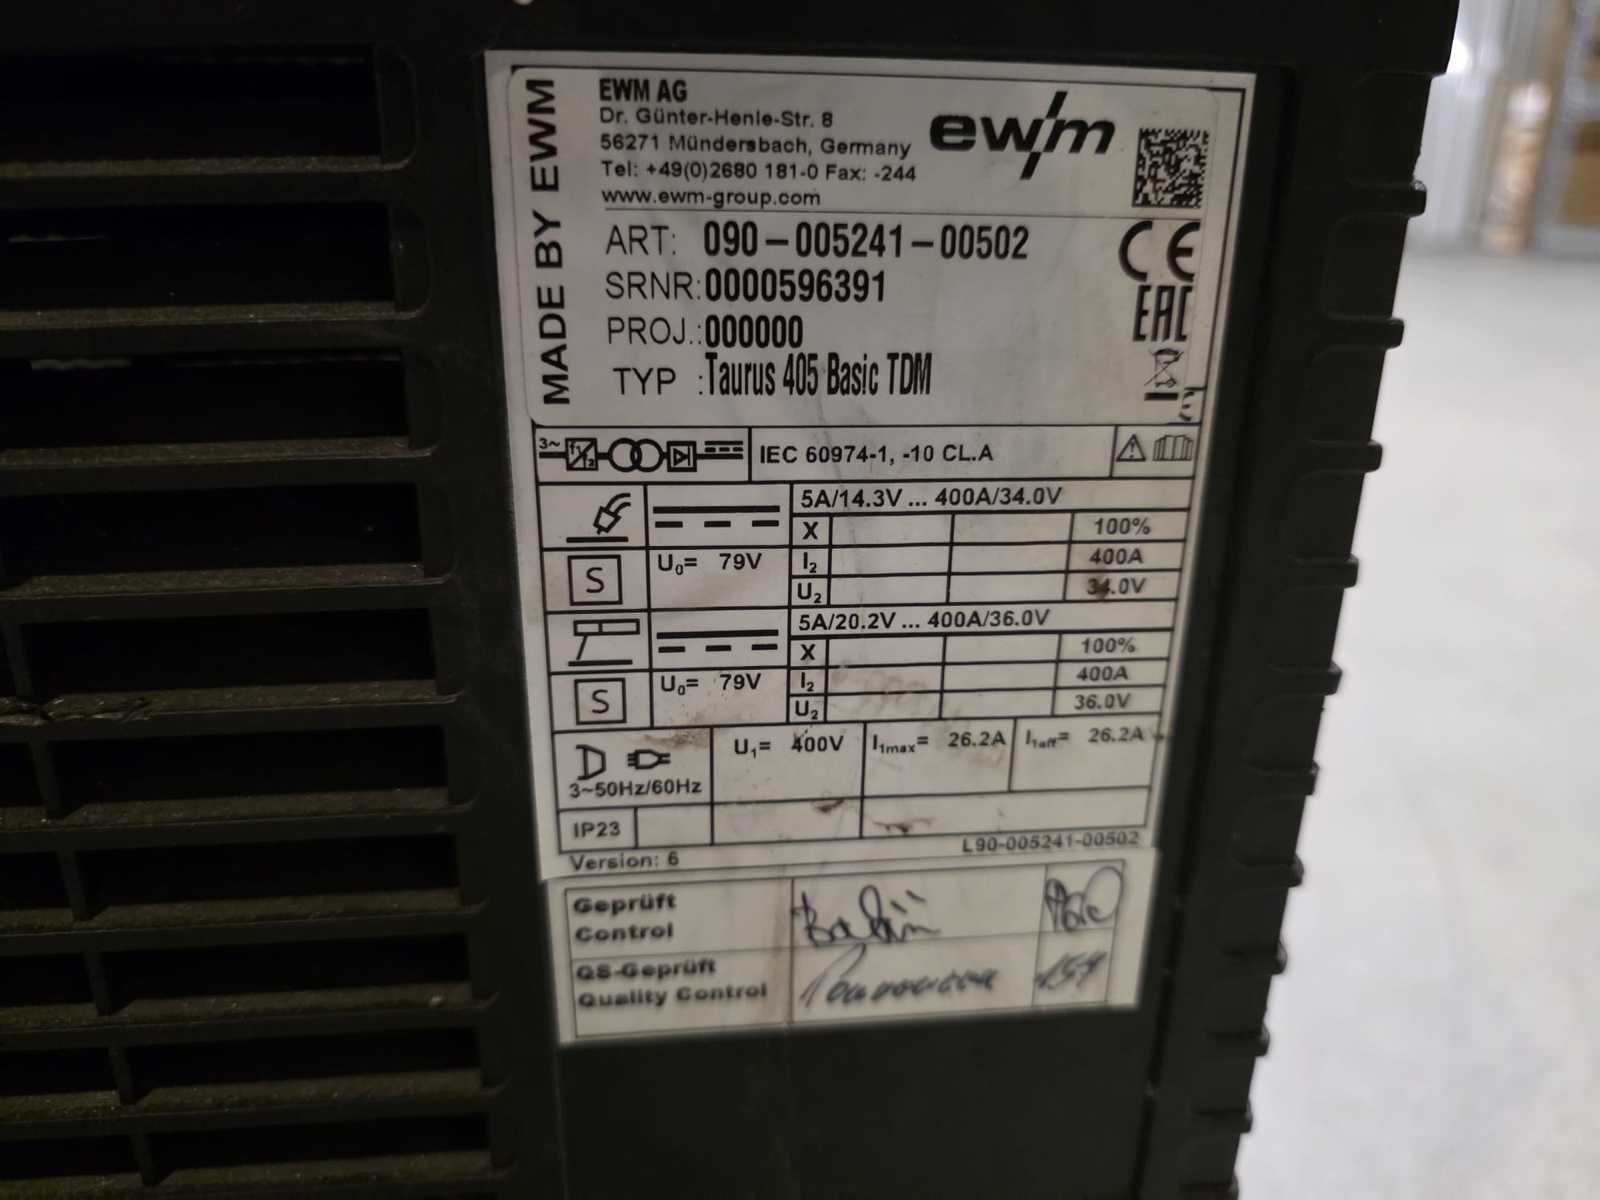 MADE BY EWM
EWM AG
Dr. Günter-Henle-Str. 8
56271 Mündersbach, Germany
Tel: +49(0)2680 181-0 Fax: -244
www.ewm-group.com
ewm
ART: 090-005241-00502
SRNR: 0000596391
PROJ.: 000000
TYP : Taurus 405 Basic TDM
CE
EAC
3~ f1 f2 IEC 60974-1, -10 CL.A
5A/14.3V ... 400A/34.0V
X 100%
S U₀= 79V I₂ 400A
U₂ 34.0V
5A/20.2V ... 400A/36.0V
X 100%
S U₀= 79V I₂ 400A
U₂ 36.0V
3~50Hz/60Hz U₁= 400V I₁max= 26.2A I₁eff= 26.2A
IP23
Version: 6 L90-005241-00502
Geprüft
Control
QS-Geprüft
Quality Control